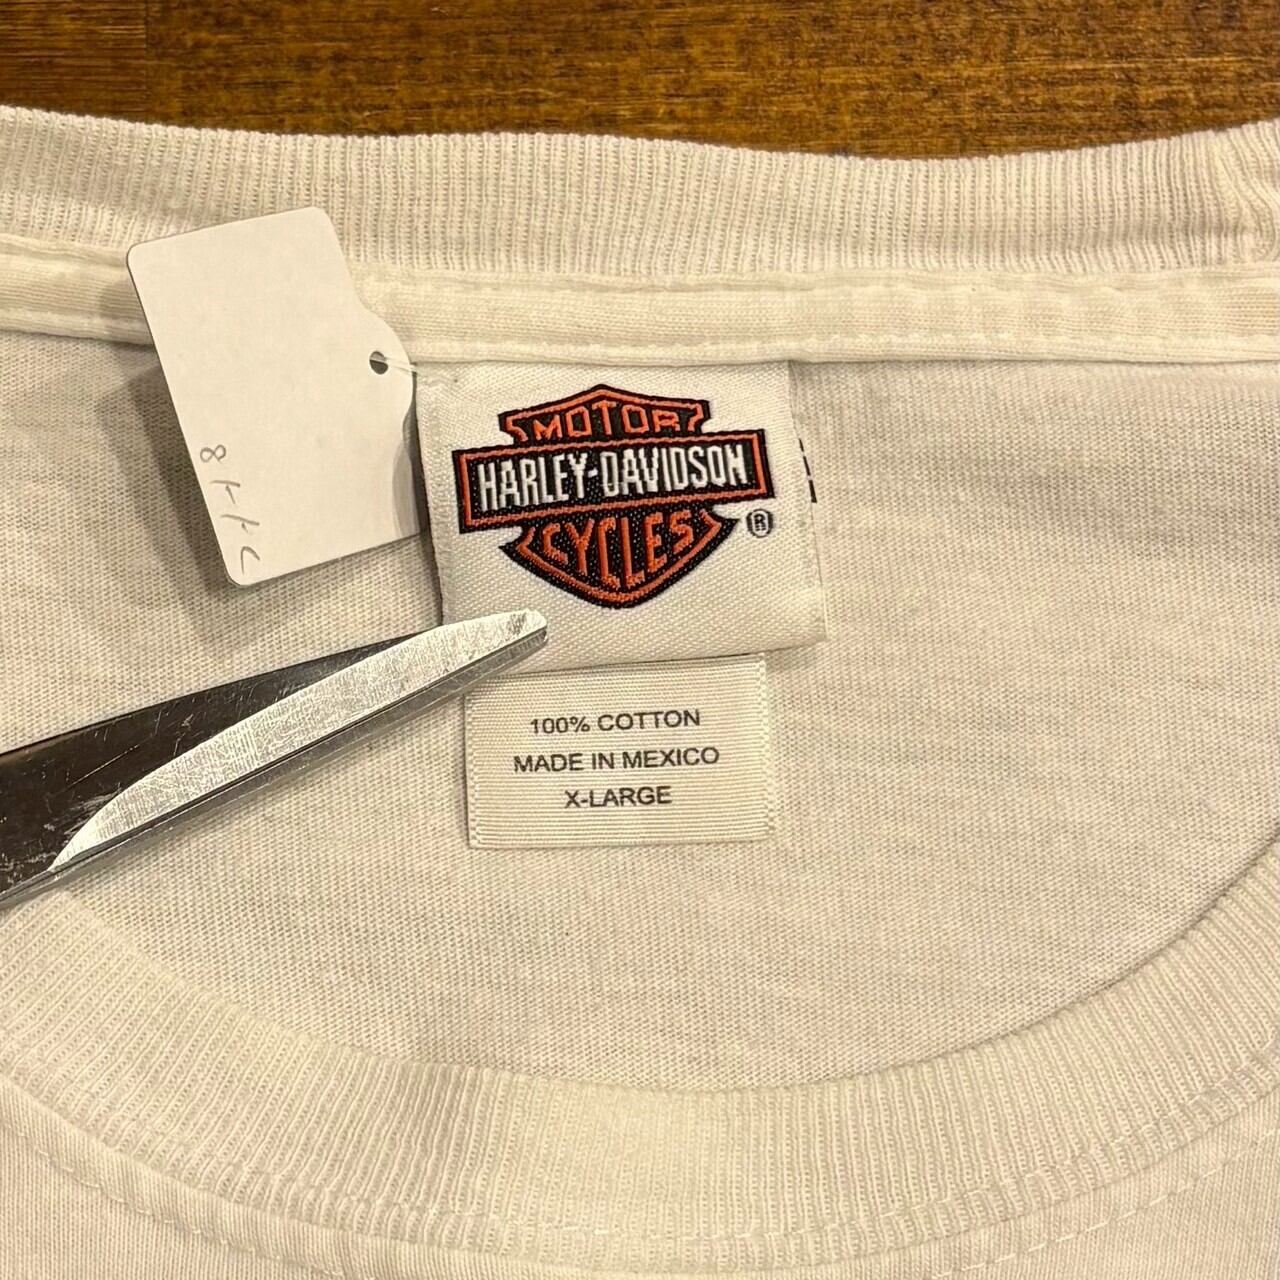 MOTOR
HARLEY-DAVIDSON
CYCLES
®
100% COTTON
MADE IN MEXICO
X-LARGE